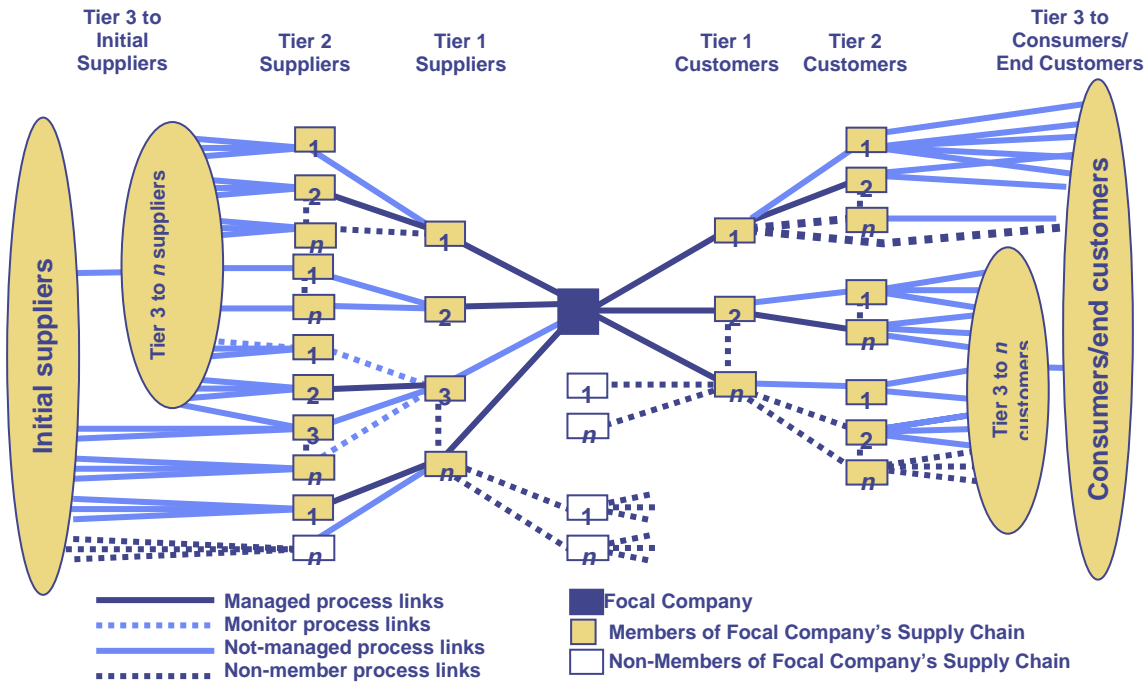 Tier 3 to
Initial
Suppliers
Tier 2
Suppliers
Tier 1
Suppliers
Tier 1
Customers
Tier 2
Customers
Tier 3 to
Consumers/
End Customers
Initial suppliers
Tier 3 to n suppliers
1
2
n
1
n
1
2
3
n
1
n
1
2
3
n
1
n
1
n
1
2
n
1
2
n
1
n
1
2
n
Tier 3 to n
customers
Consumers/end customers
Managed process links
Monitor process links
Not-managed process links
Non-member process links
Focal Company
Members of Focal Company's Supply Chain
Non-Members of Focal Company's Supply Chain